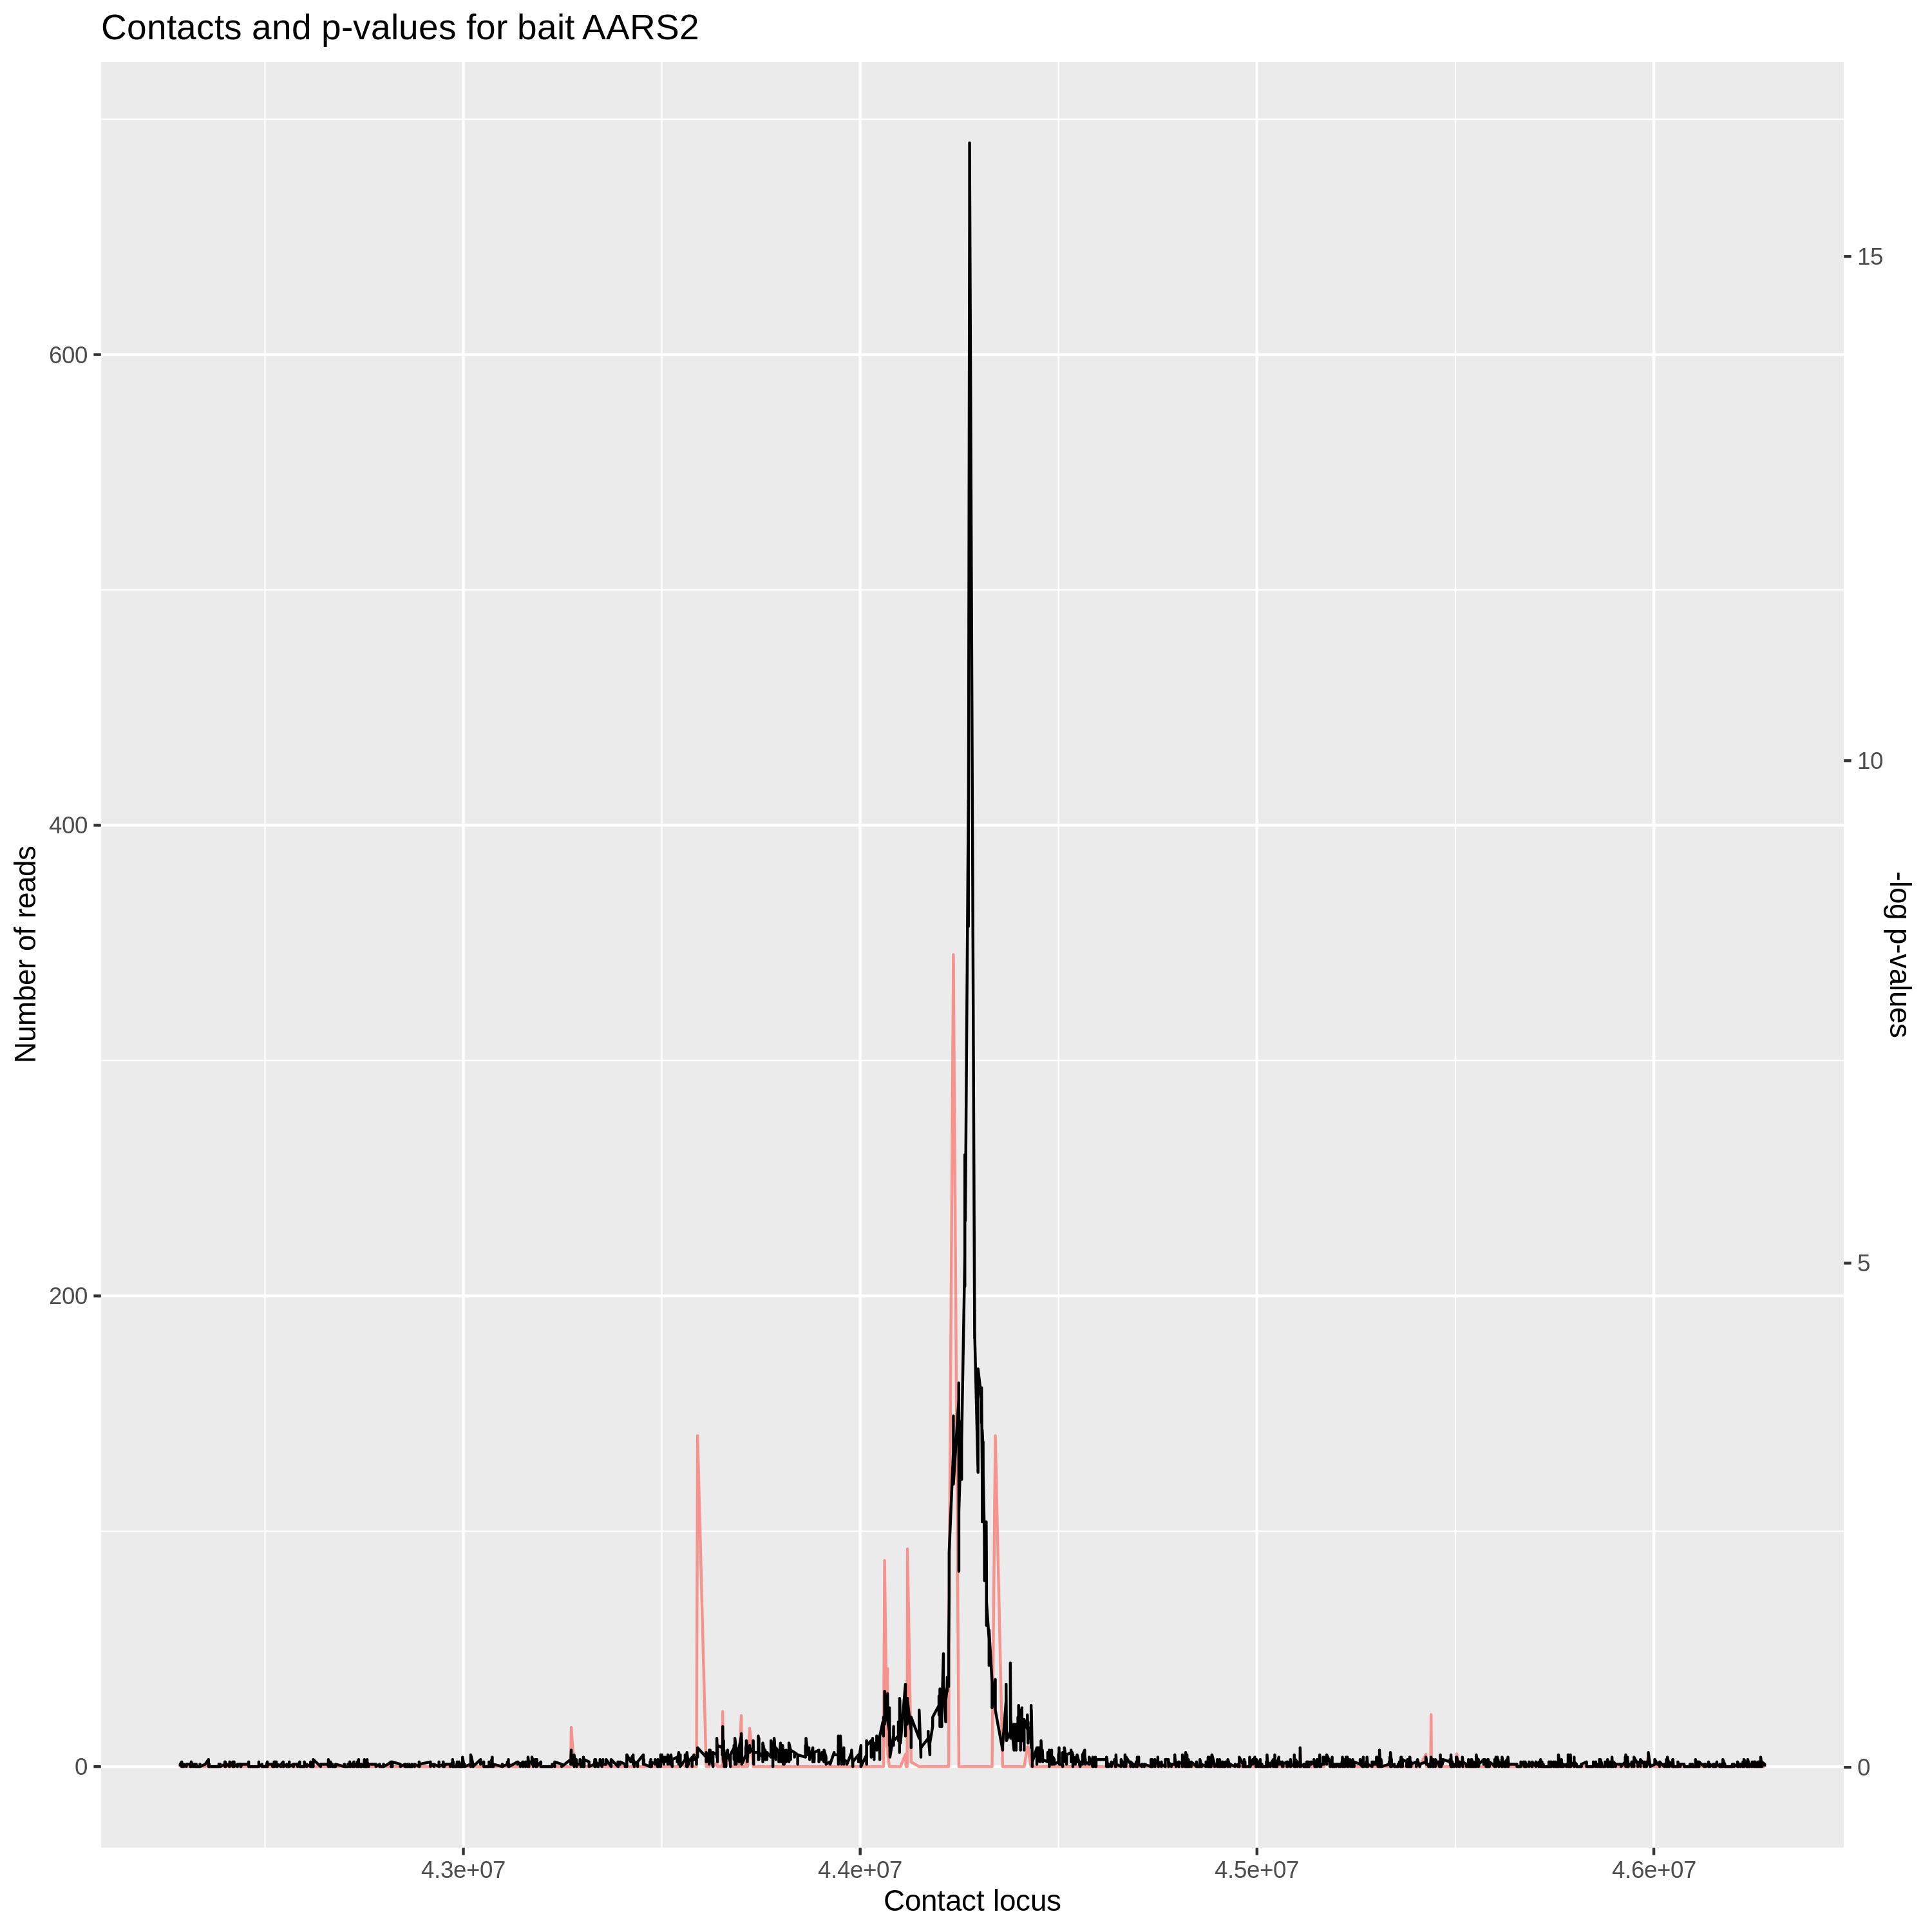 Contacts and p-values for bait AARS2
Number of reads
600
400
200
0
15
10
5
0
-log p-values
4.3e+07
4.4e+07
4.5e+07
4.6e+07
Contact locus